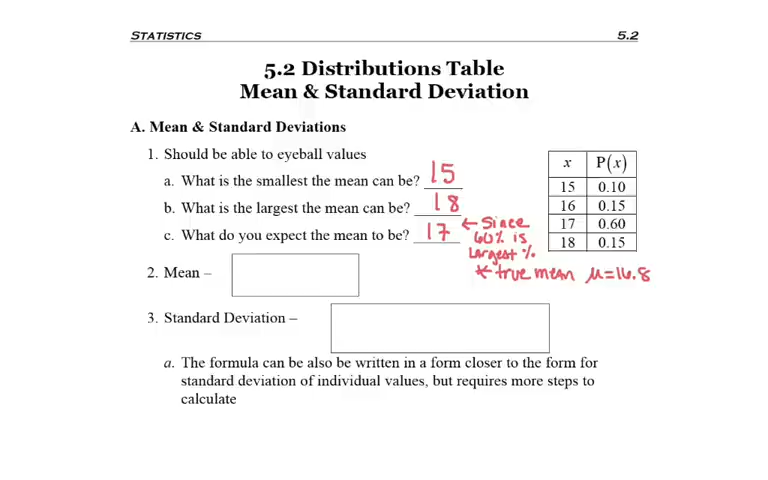 STATISTICS 5.2
5.2 Distributions Table
Mean & Standard Deviation
A. Mean & Standard Deviations
1. Should be able to eyeball values
a. What is the smallest the mean can be? 15
b. What is the largest the mean can be? 18
c. What do you expect the mean to be? 17 ← Since
60% is
largest %
x P(x)
15 0.10
16 0.15
17 0.60
18 0.15
* true mean μ=16.8
2. Mean –
3. Standard Deviation –
a. The formula can be also be written in a form closer to the form for
standard deviation of individual values, but requires more steps to
calculate